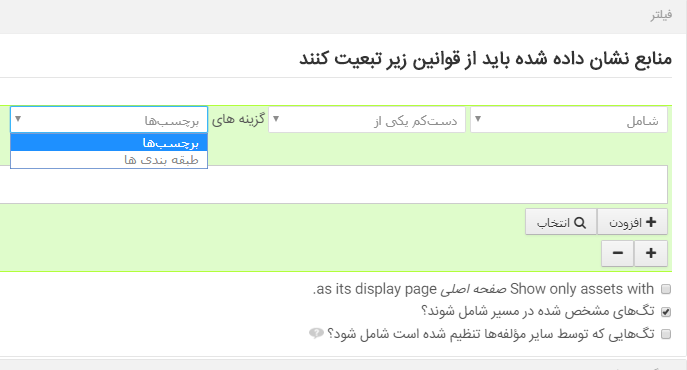 فیلتر
منابع نشان داده شده باید از قوانین زیر تبعیت کنند
شامل دست‌کم یکی از گزینه های برچسب‌ها
برچسب‌ها
طبقه بندی ها
افزودن انتخاب
Show only assets with صفحه اصلی as its display page.
تگ‌های مشخص شده در مسیر شامل شوند؟
تگ‌هایی که توسط سایر مؤلفه‌ها تنظیم شده است شامل شود؟